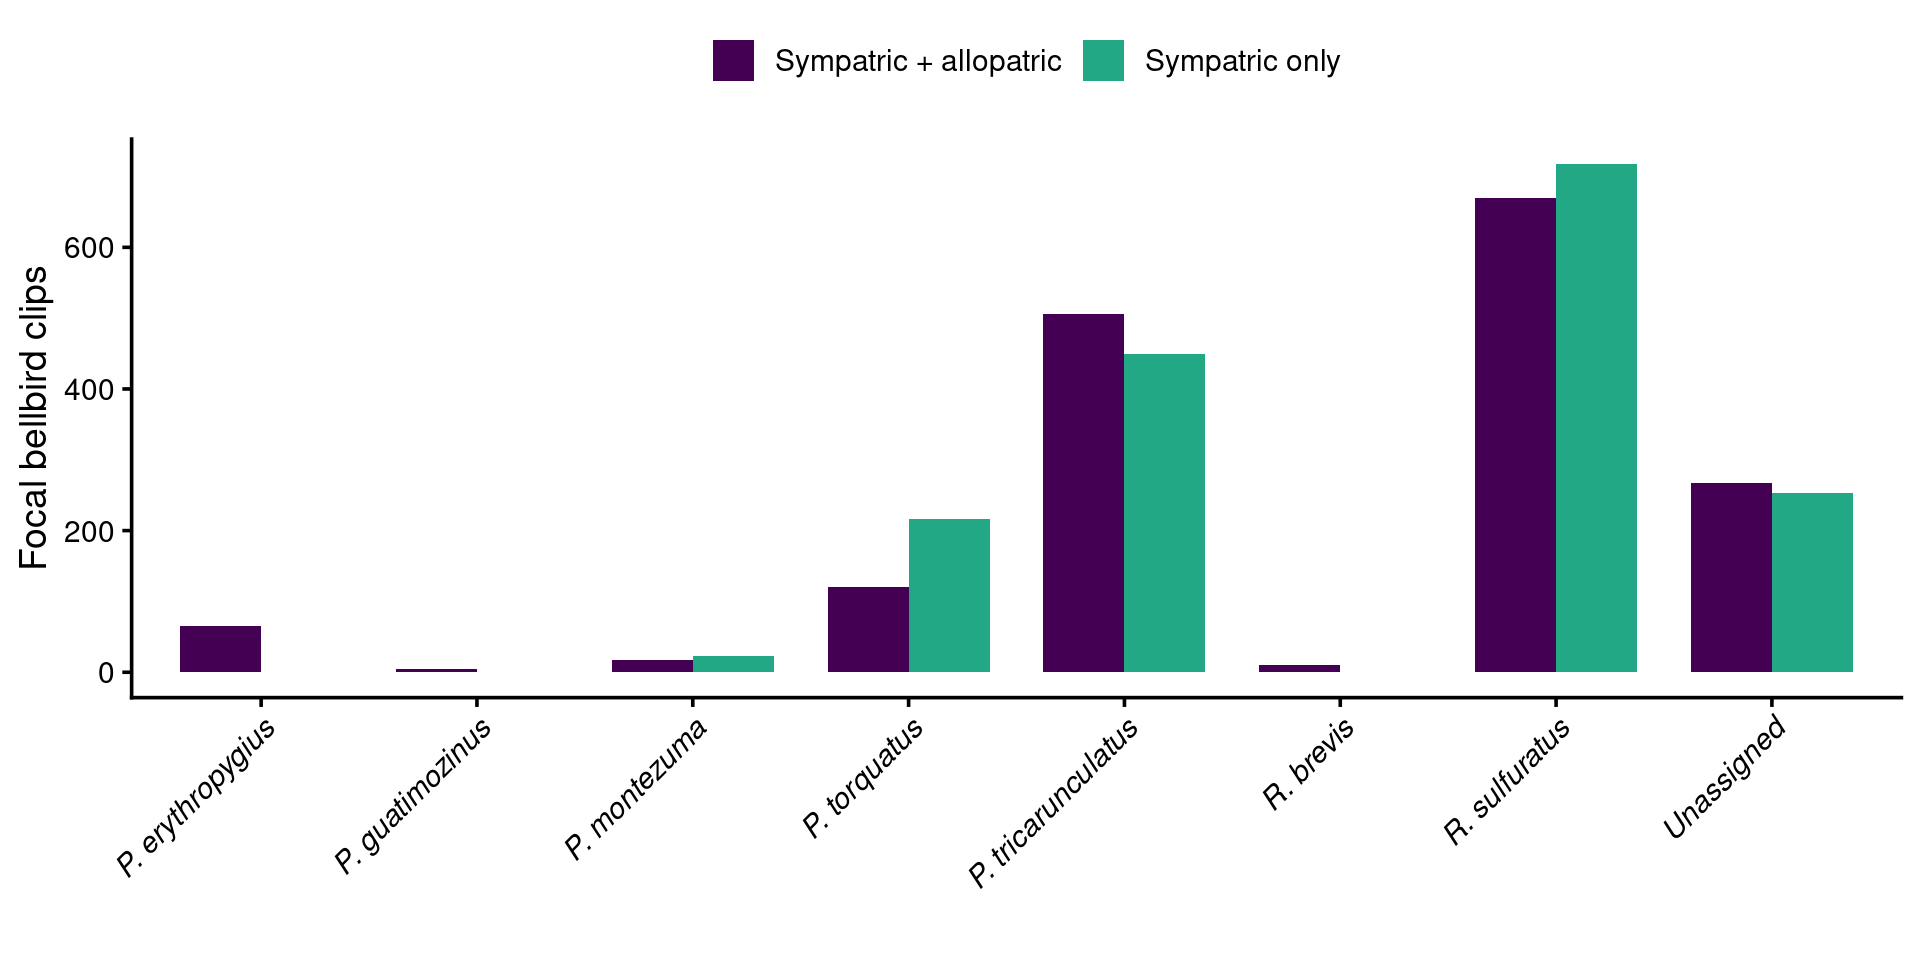 Sympatric + allopatric
Sympatric only
Focal bellbird clips
600
400
200
0
P. erythropygius
P. guatimozinus
P. montezuma
P. torquatus
P. tricarunculatus
R. brevis
R. sulfuratus
Unassigned